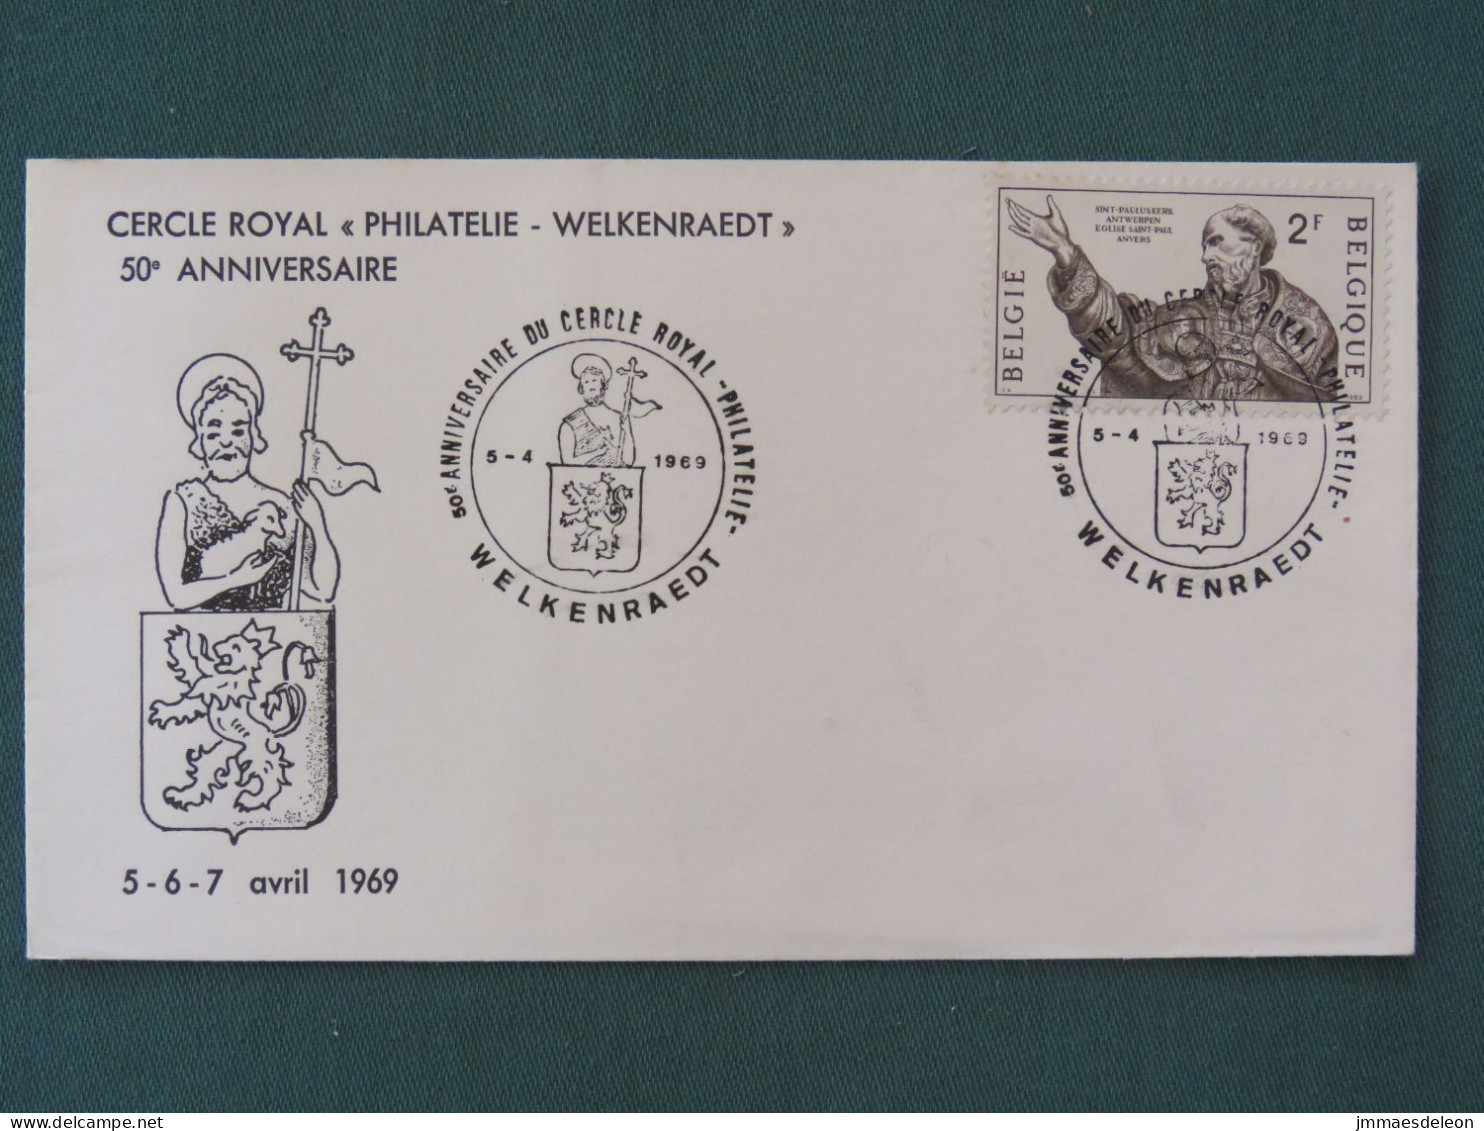 CERCLE ROYAL « PHILATELIE - WELKENRAEDT »
50e ANNIVERSAIRE
5 - 6 - 7 avril 1969
50E ANNIVERSAIRE DU CERCLE ROYAL -PHILATELIE-
5-4 1969
WELKENRAEDT
SINT-PAULUSKERK
ANTWERPEN
EGLISE SAINT-PAUL
ANVERS
2F
BELGIË
BELGIQUE
50E ANNIVERSAIRE DU CERCLE ROYAL PHILATELIE-
5-4 1969
WELKENRAEDT
delcampe.net
jmmaesdeleon